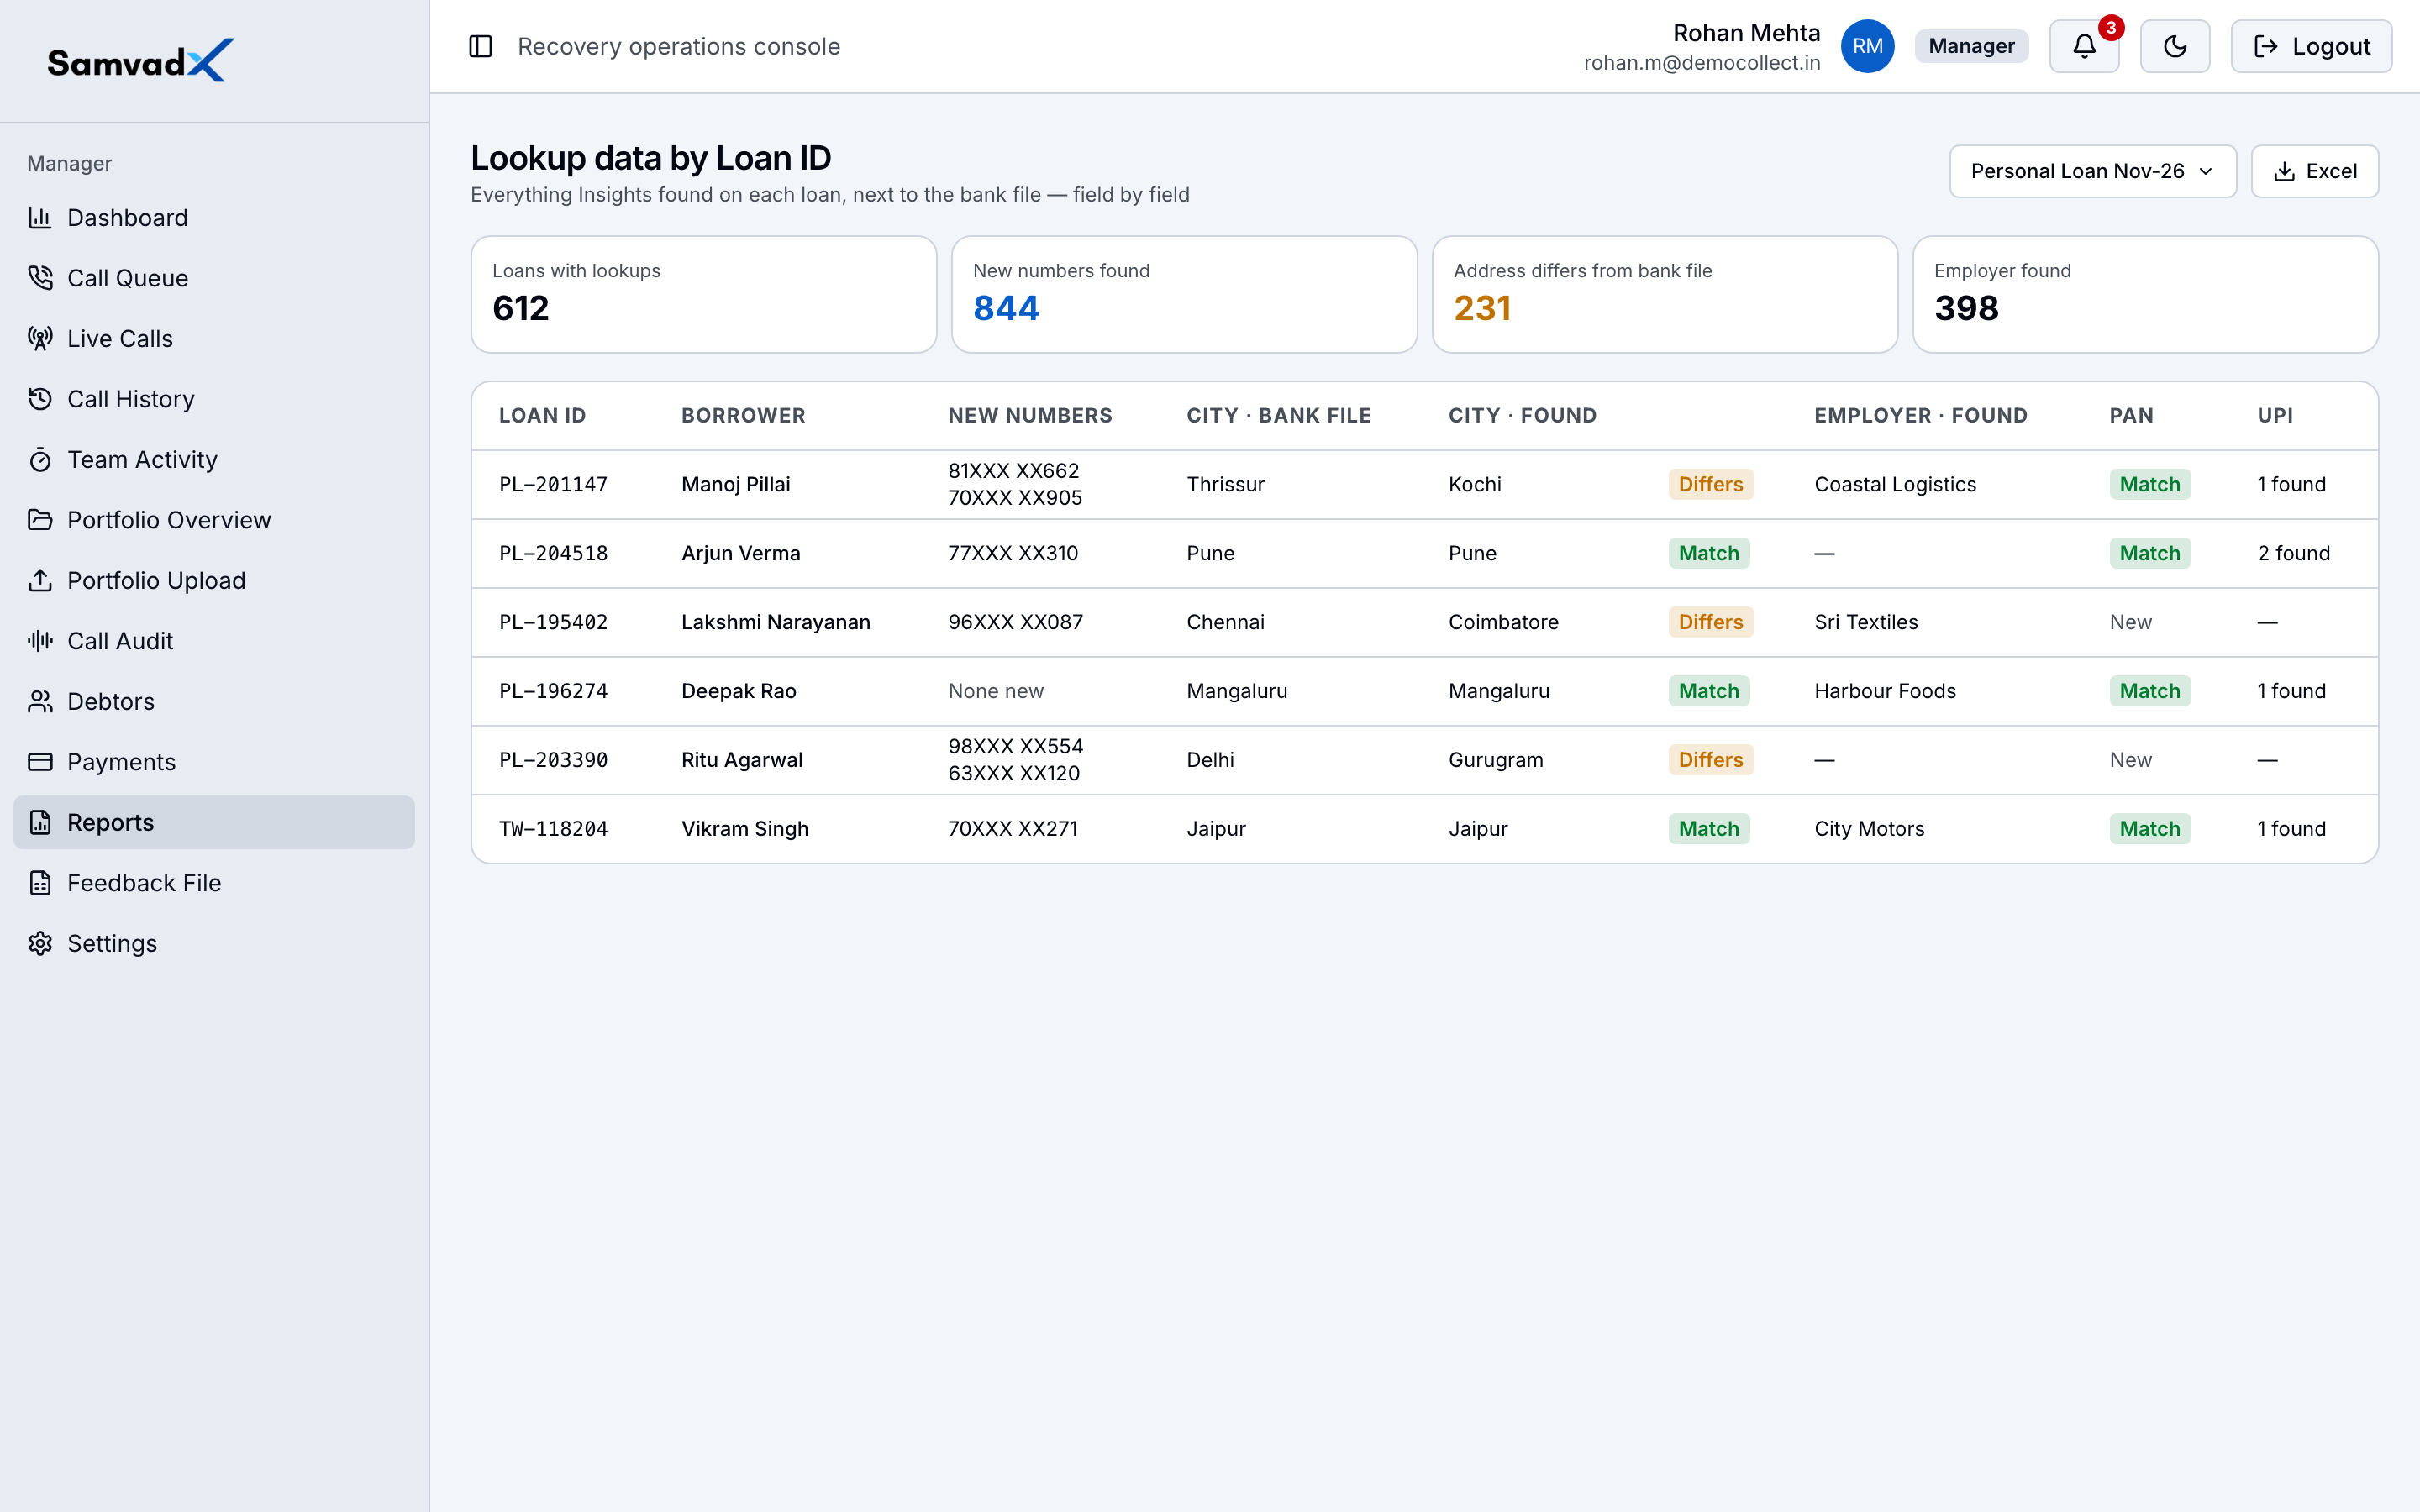 SamvadX
Recovery operations console
Rohan Mehta
rohan.m@democollect.in
RM
Manager
3
Logout
Manager
Dashboard
Call Queue
Live Calls
Call History
Team Activity
Portfolio Overview
Portfolio Upload
Call Audit
Debtors
Payments
Reports
Feedback File
Settings
Lookup data by Loan ID
Everything Insights found on each loan, next to the bank file — field by field
Personal Loan Nov-26
Excel
Loans with lookups
612
New numbers found
844
Address differs from bank file
231
Employer found
398
LOAN ID BORROWER NEW NUMBERS CITY · BANK FILE CITY · FOUND EMPLOYER · FOUND PAN UPI
PL-201147 Manoj Pillai 81XXX XX662 70XXX XX905 Thrissur Kochi Differs Coastal Logistics Match 1 found
PL-204518 Arjun Verma 77XXX XX310 Pune Pune Match — Match 2 found
PL-195402 Lakshmi Narayanan 96XXX XX087 Chennai Coimbatore Differs Sri Textiles New —
PL-196274 Deepak Rao None new Mangaluru Mangaluru Match Harbour Foods Match 1 found
PL-203390 Ritu Agarwal 98XXX XX554 63XXX XX120 Delhi Gurugram Differs — New —
TW-118204 Vikram Singh 70XXX XX271 Jaipur Jaipur Match City Motors Match 1 found